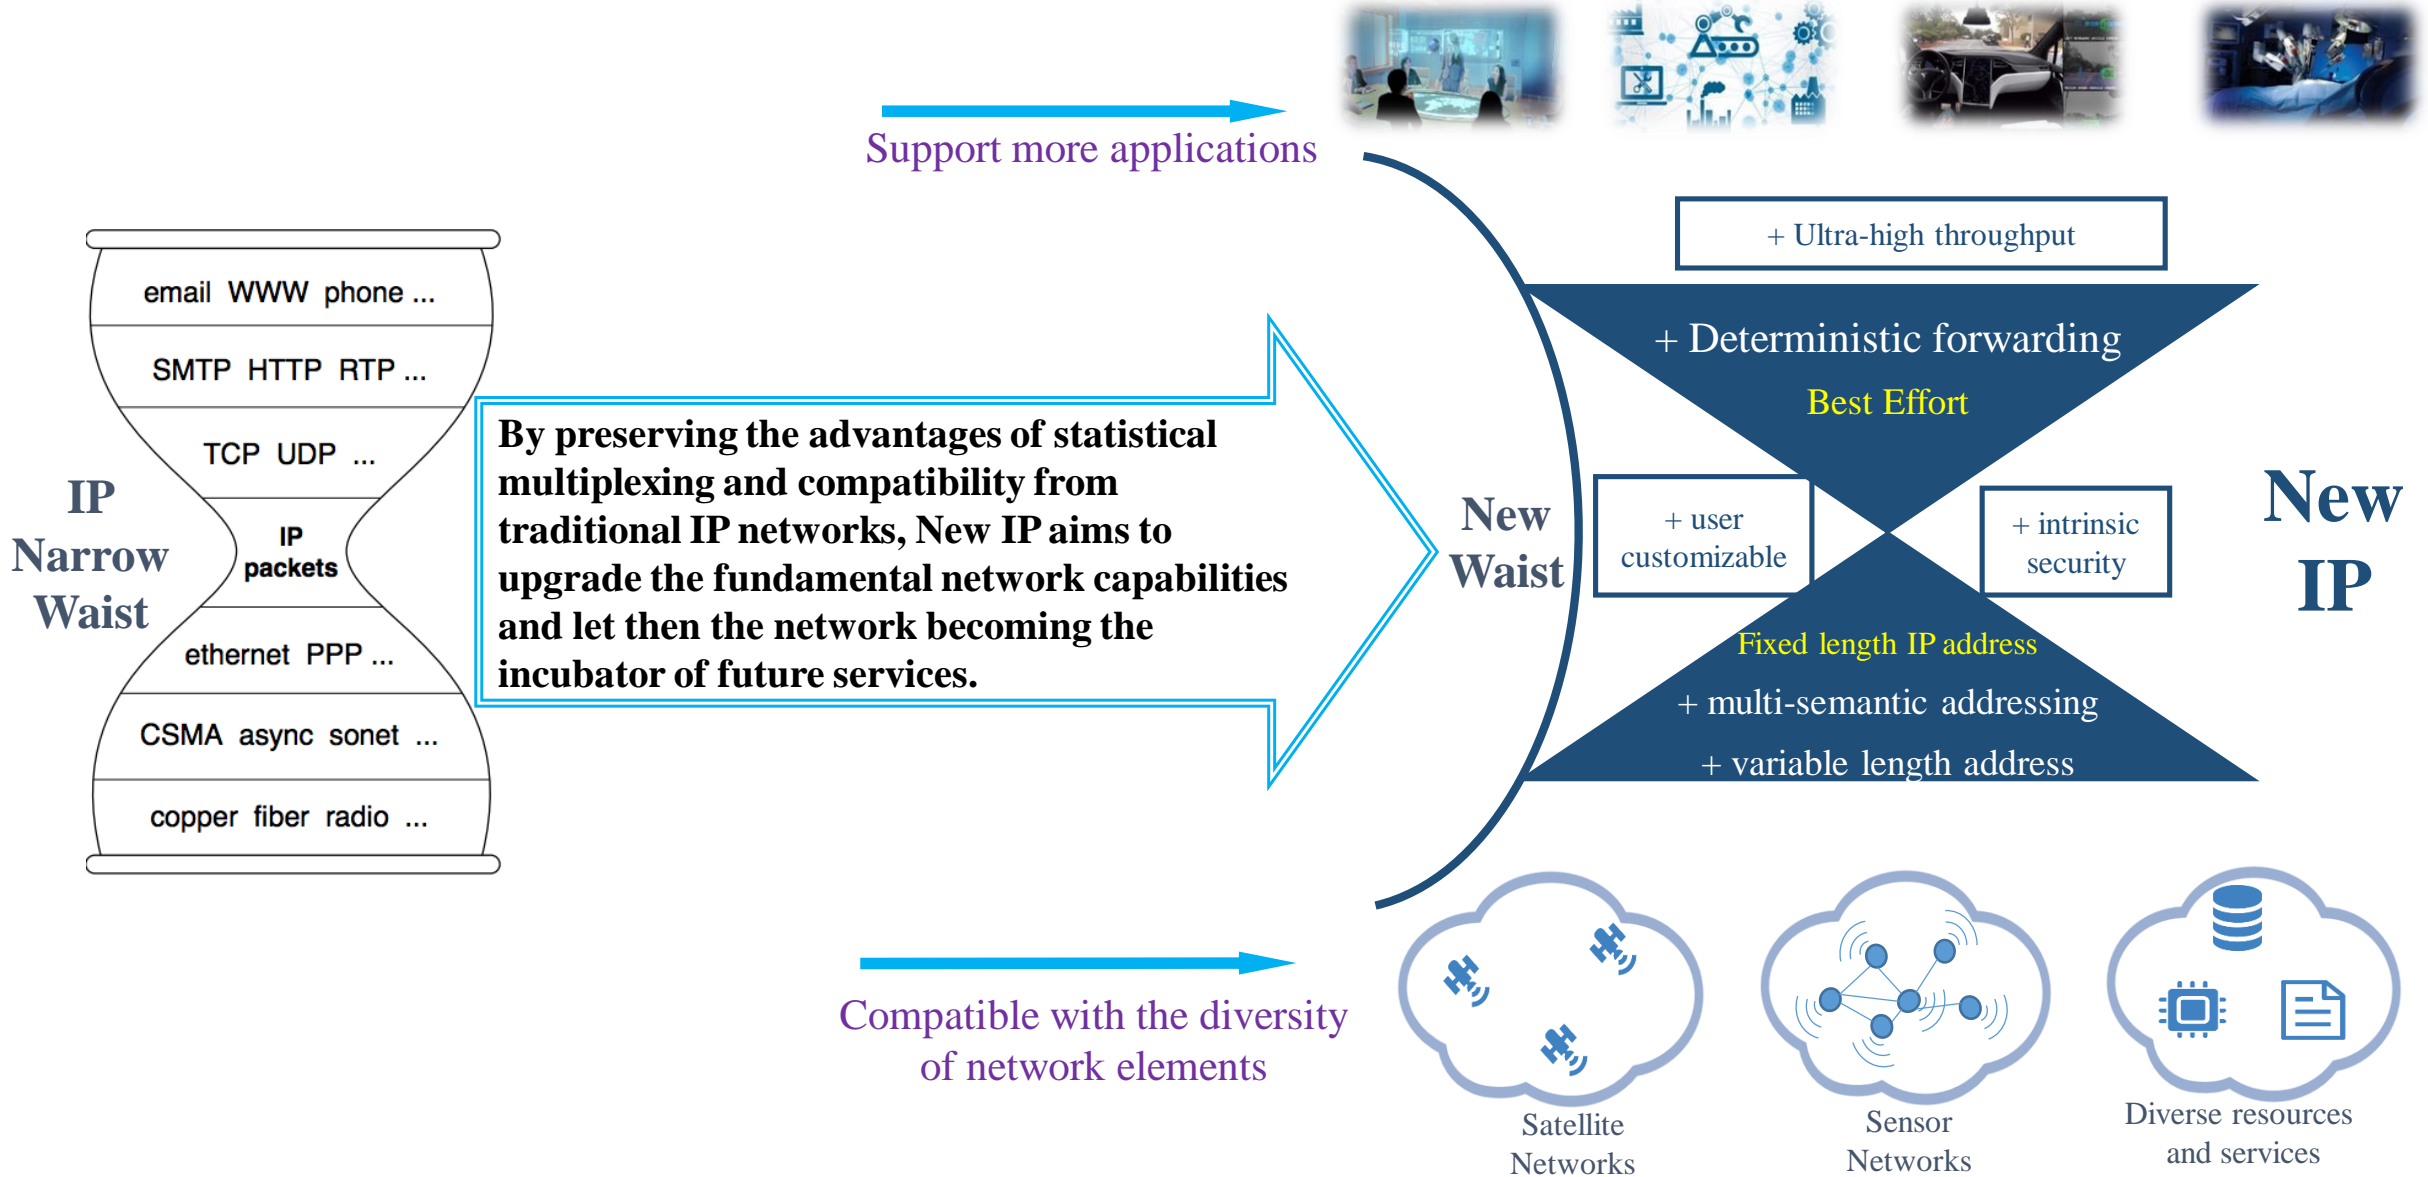 Support more applications
email WWW phone ...
SMTP HTTP RTP ...
TCP UDP ...
IP
packets
ethernet PPP ...
CSMA async sonet ...
copper fiber radio ...
IP
Narrow
Waist
By preserving the advantages of statistical
multiplexing and compatibility from
traditional IP networks, New IP aims to
upgrade the fundamental network capabilities
and let then the network becoming the
incubator of future services.
New
Waist
+ Ultra-high throughput
+ Deterministic forwarding
Best Effort
+ user
customizable
+ intrinsic
security
Fixed length IP address
+ multi-semantic addressing
+ variable length address
New
IP
Compatible with the diversity
of network elements
Satellite
Networks
Sensor
Networks
Diverse resources
and services